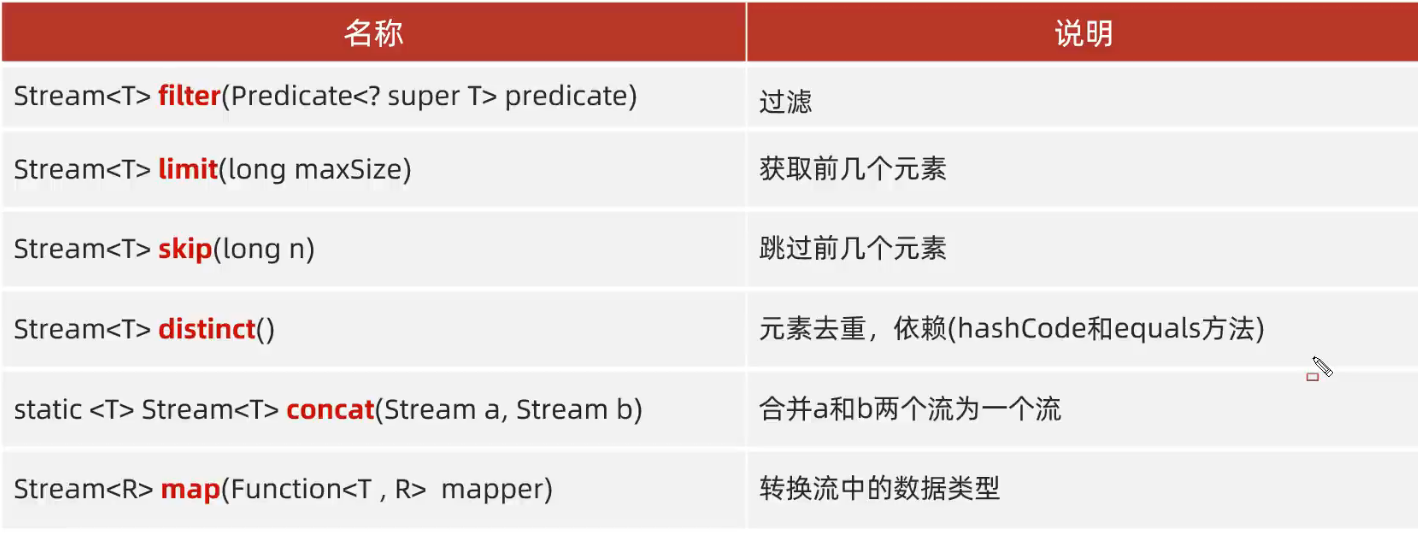 名称
说明
Stream<T> filter(Predicate<? super T> predicate)
过滤
Stream<T> limit(long maxSize)
获取前几个元素
Stream<T> skip(long n)
跳过前几个元素
Stream<T> distinct()
元素去重，依赖(hashCode和equals方法)
static <T> Stream<T> concat(Stream a, Stream b)
合并a和b两个流为一个流
Stream<R> map(Function<T , R>  mapper)
转换流中的数据类型